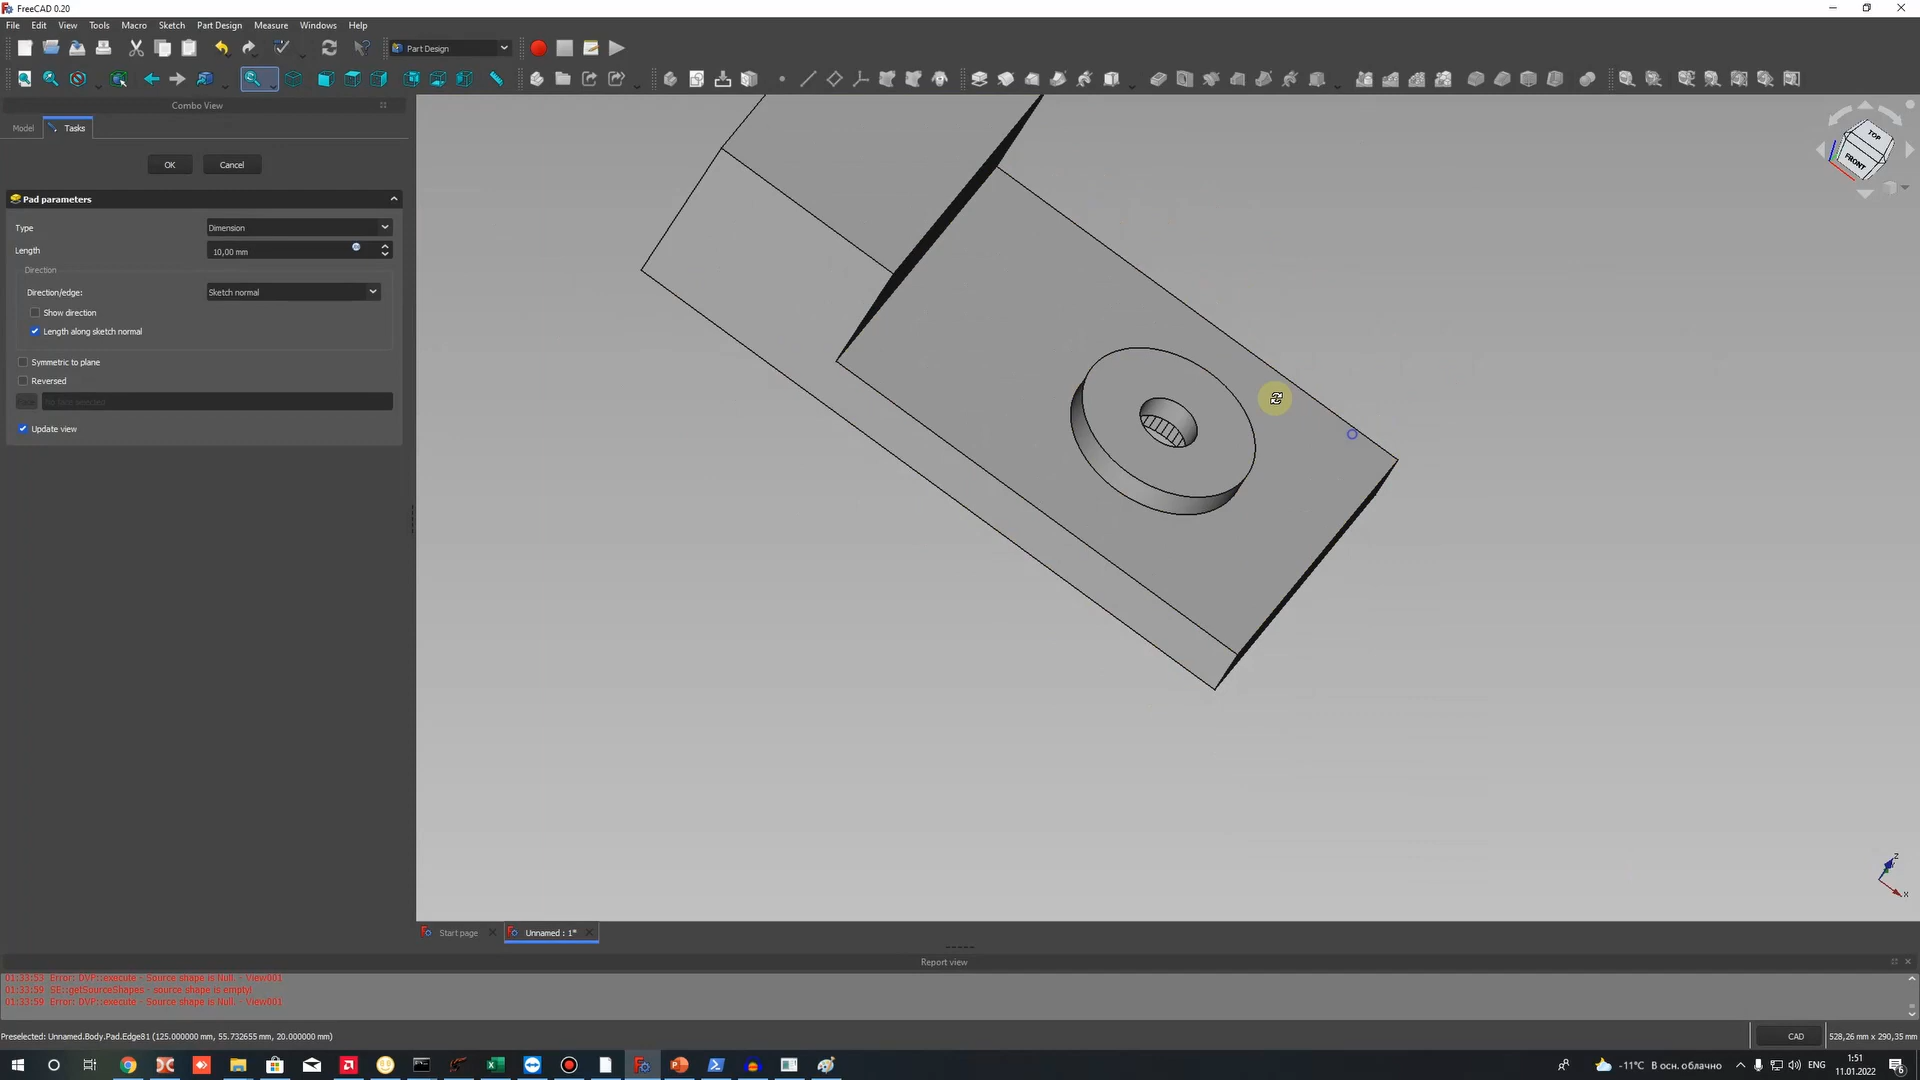 FreeCAD 0.20
File Edit View Tools Macro Sketch Part Design Measure Windows Help
Part Design
Combo View
Model Tasks
OK Cancel
Pad parameters
Type Dimension
Length 10,00 mm
Direction
Direction/edge: Sketch normal
Show direction
Length along sketch normal
Symmetric to plane
Reversed
No face selected
Update view
TOP
FRONT
Z
X
Start page Unnamed : 1*
Report view
01:33:53 Error: DVP::execute - Source shape is Null. - View001
01:33:59 SE::getSourceShapes - source shape is empty!
01:33:59 Error: DVP::execute - Source shape is Null. - View001
Preselected: Unnamed.Body.Pad.Edge81 (125.000000 mm, 55.732655 mm, 20.000000 mm)
CAD 528,26 mm x 290,35 mm
-11°C В осн. облачно ENG 1:51
11.01.2022 6